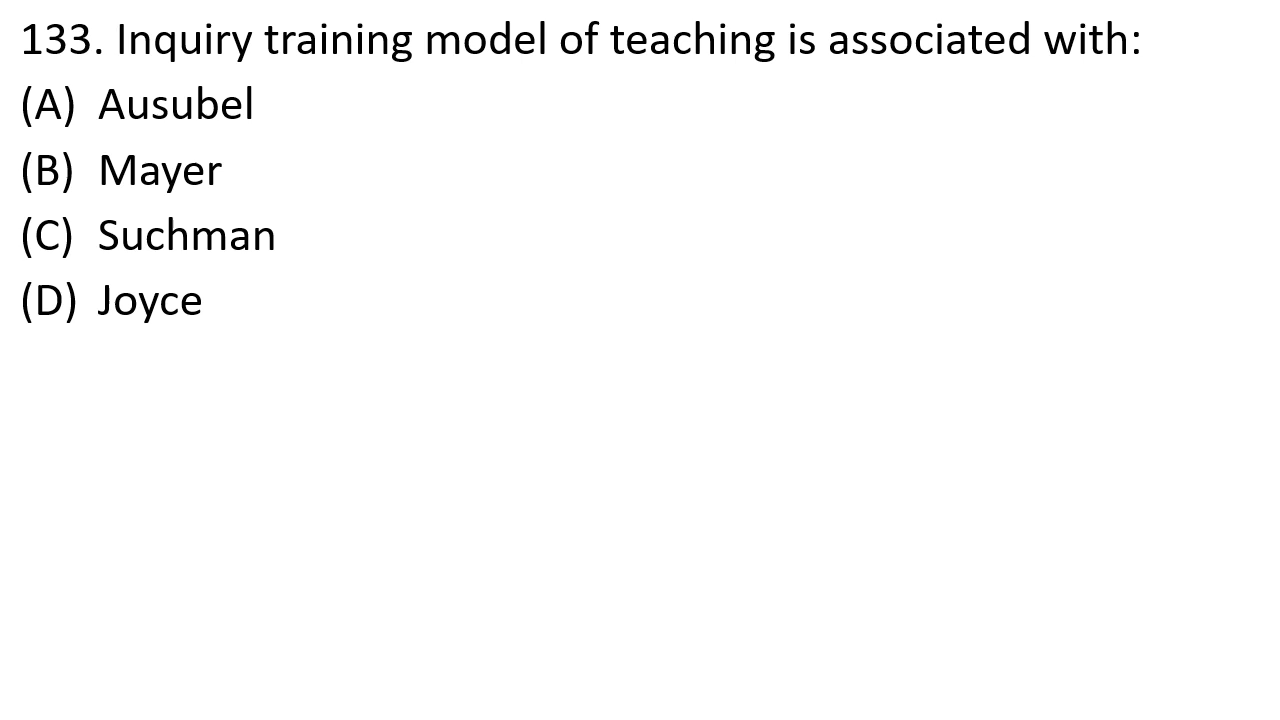 133. Inquiry training model of teaching is associated with:
(A) Ausubel
(B) Mayer
(C) Suchman
(D) Joyce